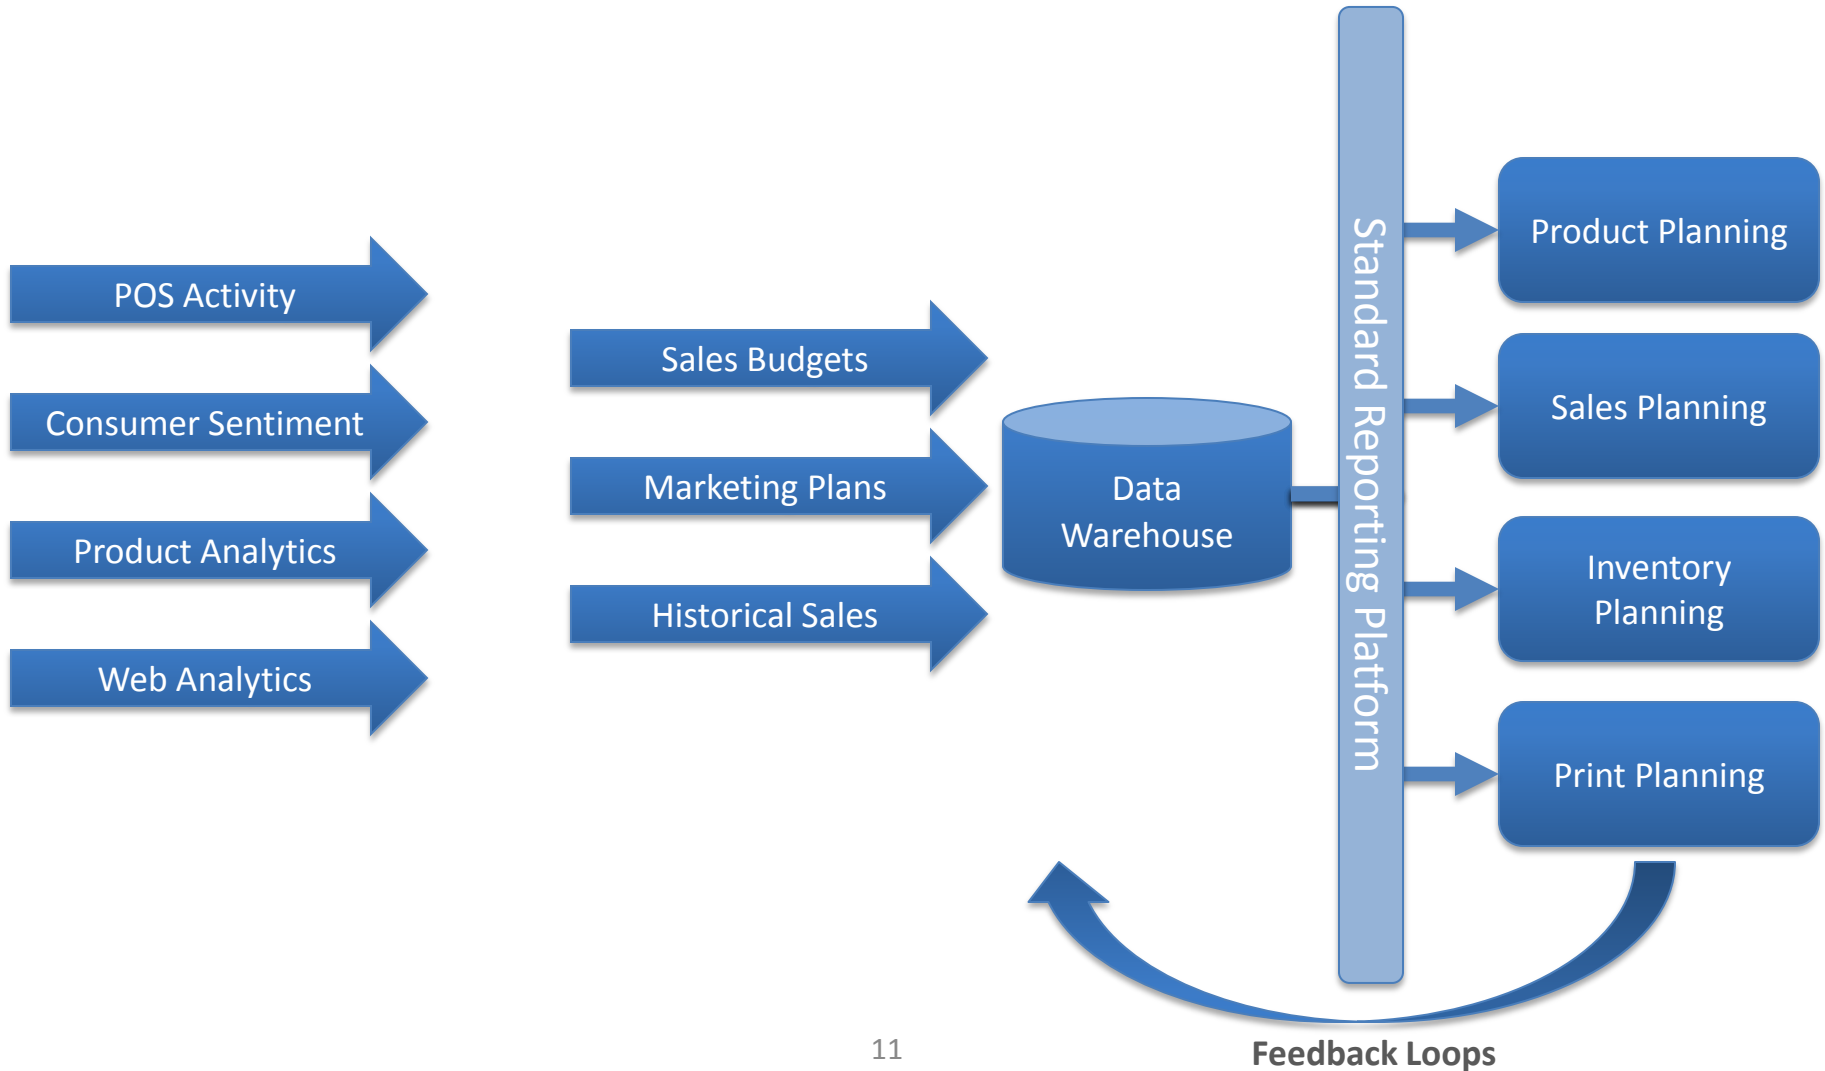 POS Activity
Consumer Sentiment
Product Analytics
Web Analytics
Sales Budgets
Marketing Plans
Historical Sales
Data
Warehouse
Standard Reporting Platform
Product Planning
Sales Planning
Inventory
Planning
Print Planning
Feedback Loops
11